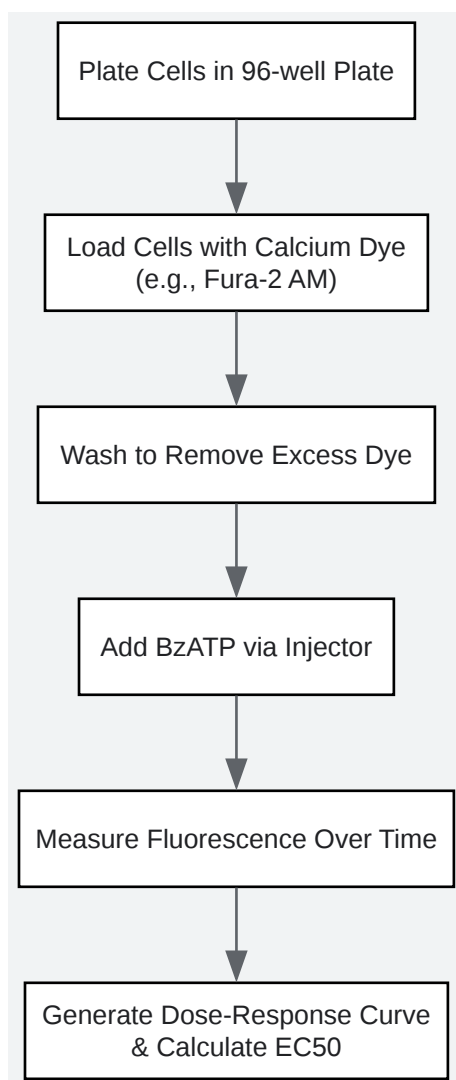 Plate Cells in 96-well Plate
Load Cells with Calcium Dye
(e.g., Fura-2 AM)
Wash to Remove Excess Dye
Add BzATP via Injector
Measure Fluorescence Over Time
Generate Dose-Response Curve
& Calculate EC50